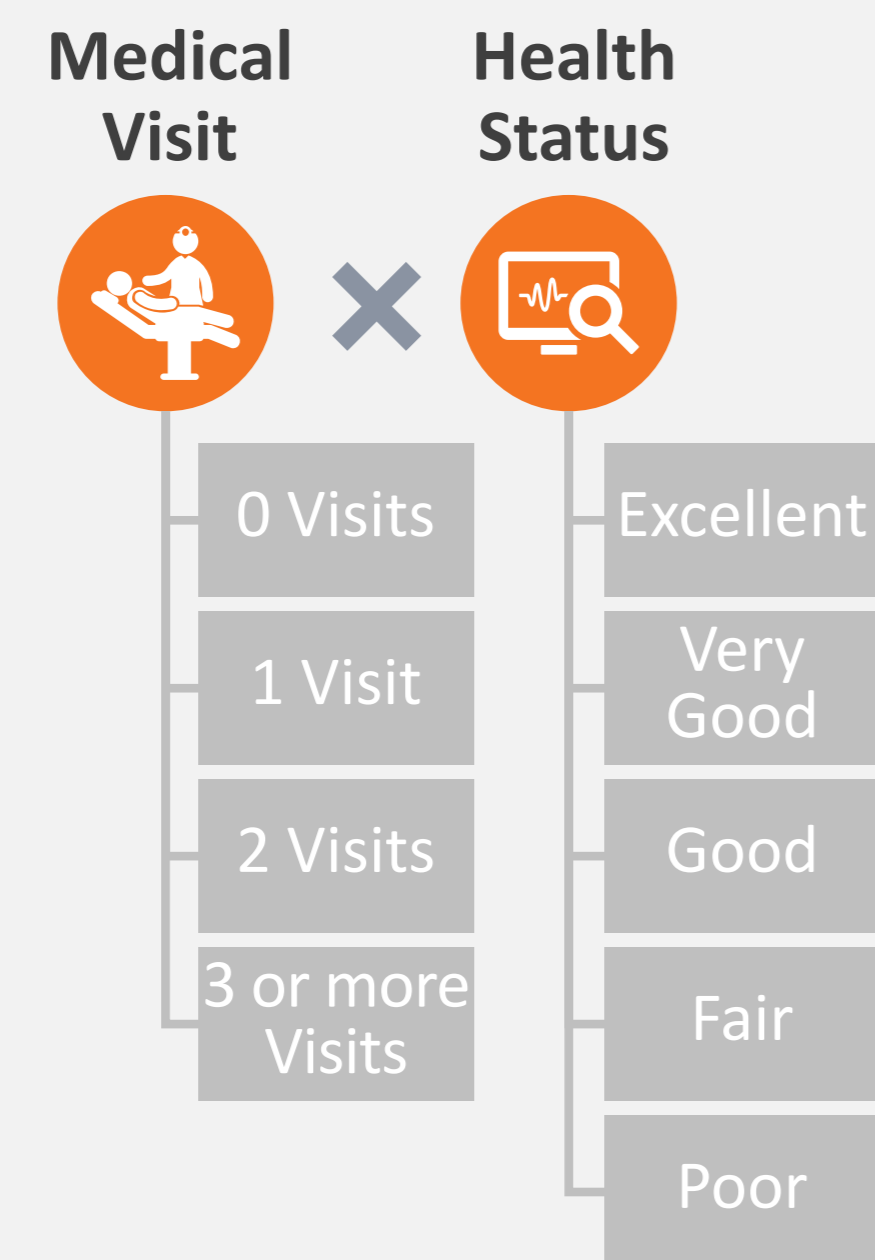 Medical
Visit
Health
Status
0 Visits
1 Visit
2 Visits
3 or more
Visits
Excellent
Very
Good
Good
Fair
Poor